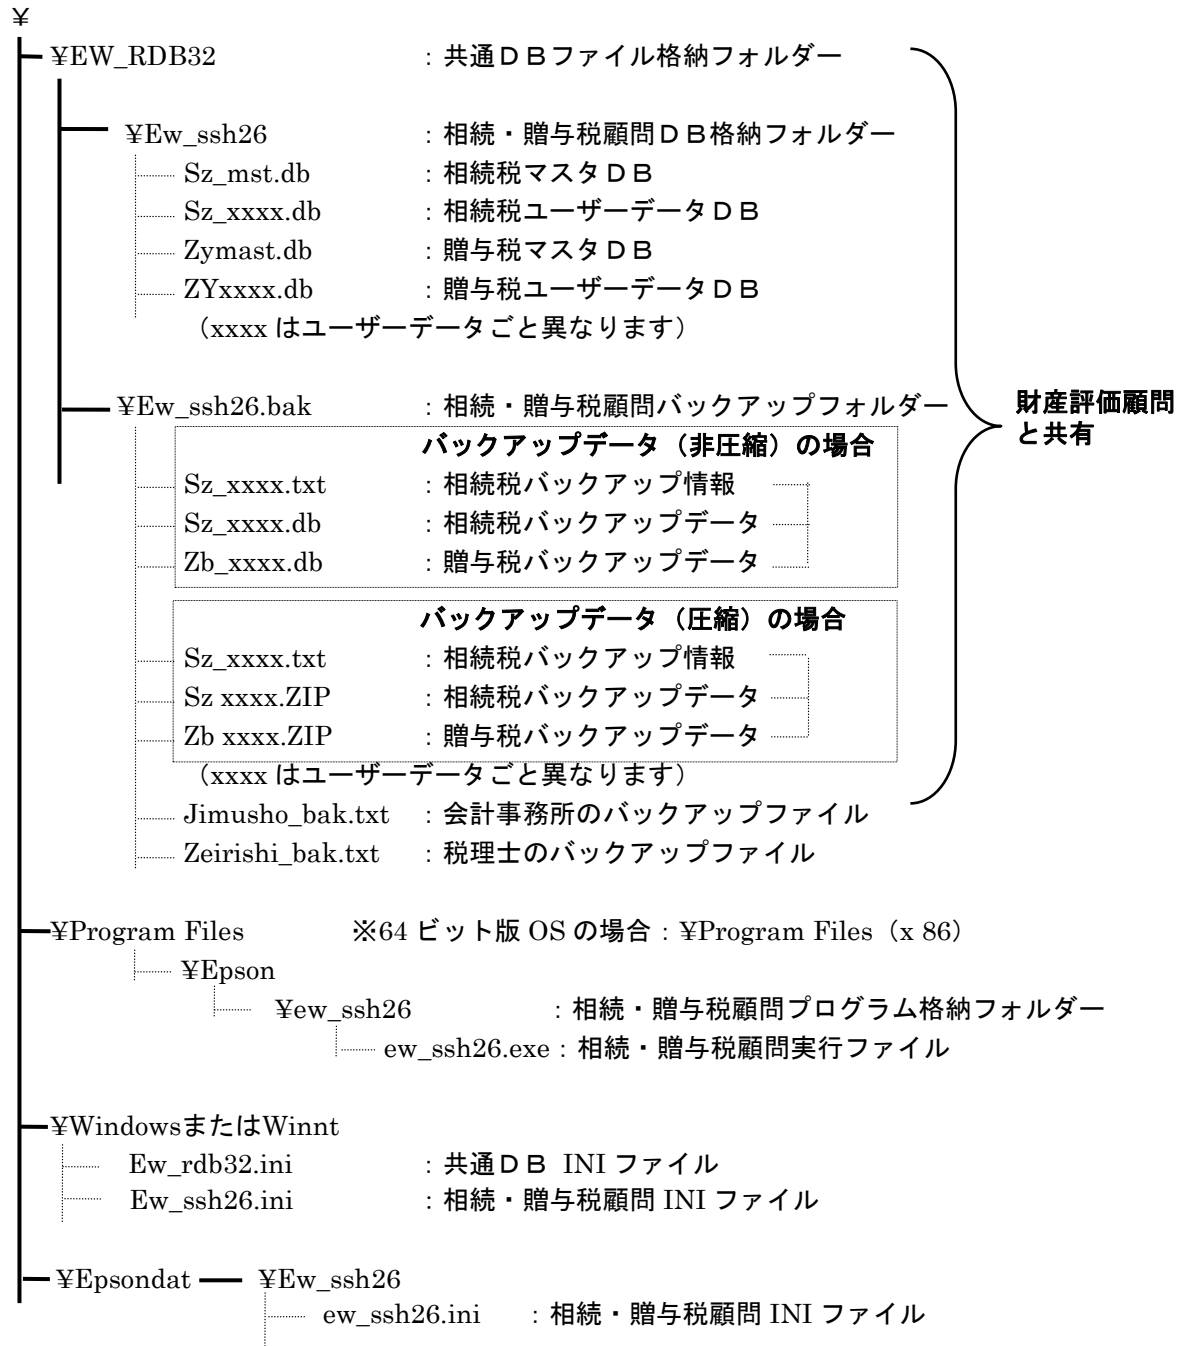 ¥
¥EW_RDB32 : 共通ＤＢファイル格納フォルダー
¥Ew_ssh26 : 相続・贈与税顧問ＤＢ格納フォルダー
Sz_mst.db : 相続税マスタＤＢ
Sz_xxxx.db : 相続税ユーザーデータＤＢ
Zymast.db : 贈与税マスタＤＢ
ZYxxxx.db : 贈与税ユーザーデータＤＢ
（xxxx はユーザーデータごと異なります）
¥Ew_ssh26.bak : 相続・贈与税顧問バックアップフォルダー
財産評価顧問
と共有
バックアップデータ（非圧縮）の場合
Sz_xxxx.txt : 相続税バックアップ情報
Sz_xxxx.db : 相続税バックアップデータ
Zb_xxxx.db : 贈与税バックアップデータ
バックアップデータ（圧縮）の場合
Sz_xxxx.txt : 相続税バックアップ情報
Sz xxxx.ZIP : 相続税バックアップデータ
Zb xxxx.ZIP : 贈与税バックアップデータ
（xxxx はユーザーデータごと異なります）
Jimusho_bak.txt : 会計事務所のバックアップファイル
Zeirishi_bak.txt : 税理士のバックアップファイル
¥Program Files ※64 ビット版 OS の場合 : ¥Program Files（x 86）
¥Epson
¥ew_ssh26 : 相続・贈与税顧問プログラム格納フォルダー
ew_ssh26.exe : 相続・贈与税顧問実行ファイル
¥WindowsまたはWinnt
Ew_rdb32.ini : 共通ＤＢ INI ファイル
Ew_ssh26.ini : 相続・贈与税顧問 INI ファイル
¥Epsondat ¥Ew_ssh26
ew_ssh26.ini : 相続・贈与税顧問 INI ファイル